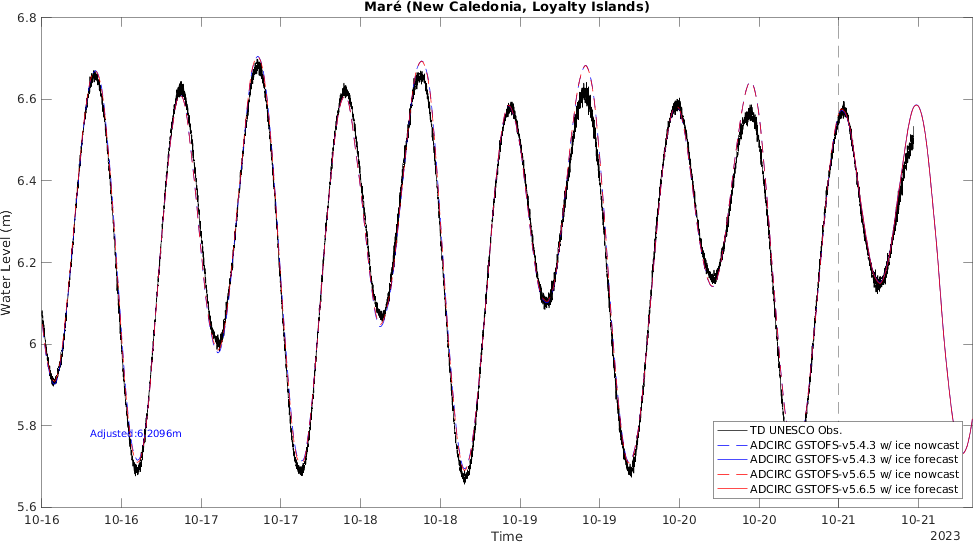 Maré (New Caledonia, Loyalty Islands)
6.8
6.6
6.4
6.2
6
5.8
5.6
Water Level (m)
Adjusted:6.2096m
TD UNESCO Obs.
ADCIRC GSTOFS-v5.4.3 w/ ice nowcast
ADCIRC GSTOFS-v5.4.3 w/ ice forecast
ADCIRC GSTOFS-v5.6.5 w/ ice nowcast
ADCIRC GSTOFS-v5.6.5 w/ ice forecast
10-16 10-16 10-17 10-17 10-18 10-18 10-19 10-19 10-20 10-20 10-21 10-21
Time
2023